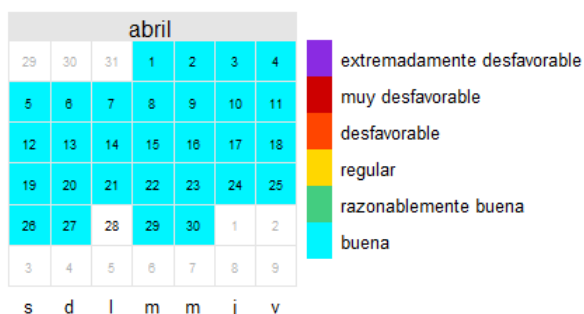 abril
29 30 31 1 2 3 4
5 6 7 8 9 10 11
12 13 14 15 16 17 18
19 20 21 22 23 24 25
26 27 28 29 30 1 2
3 4 5 6 7 8 9
s d l m m j v
extremadamente desfavorable
muy desfavorable
desfavorable
regular
razonablemente buena
buena